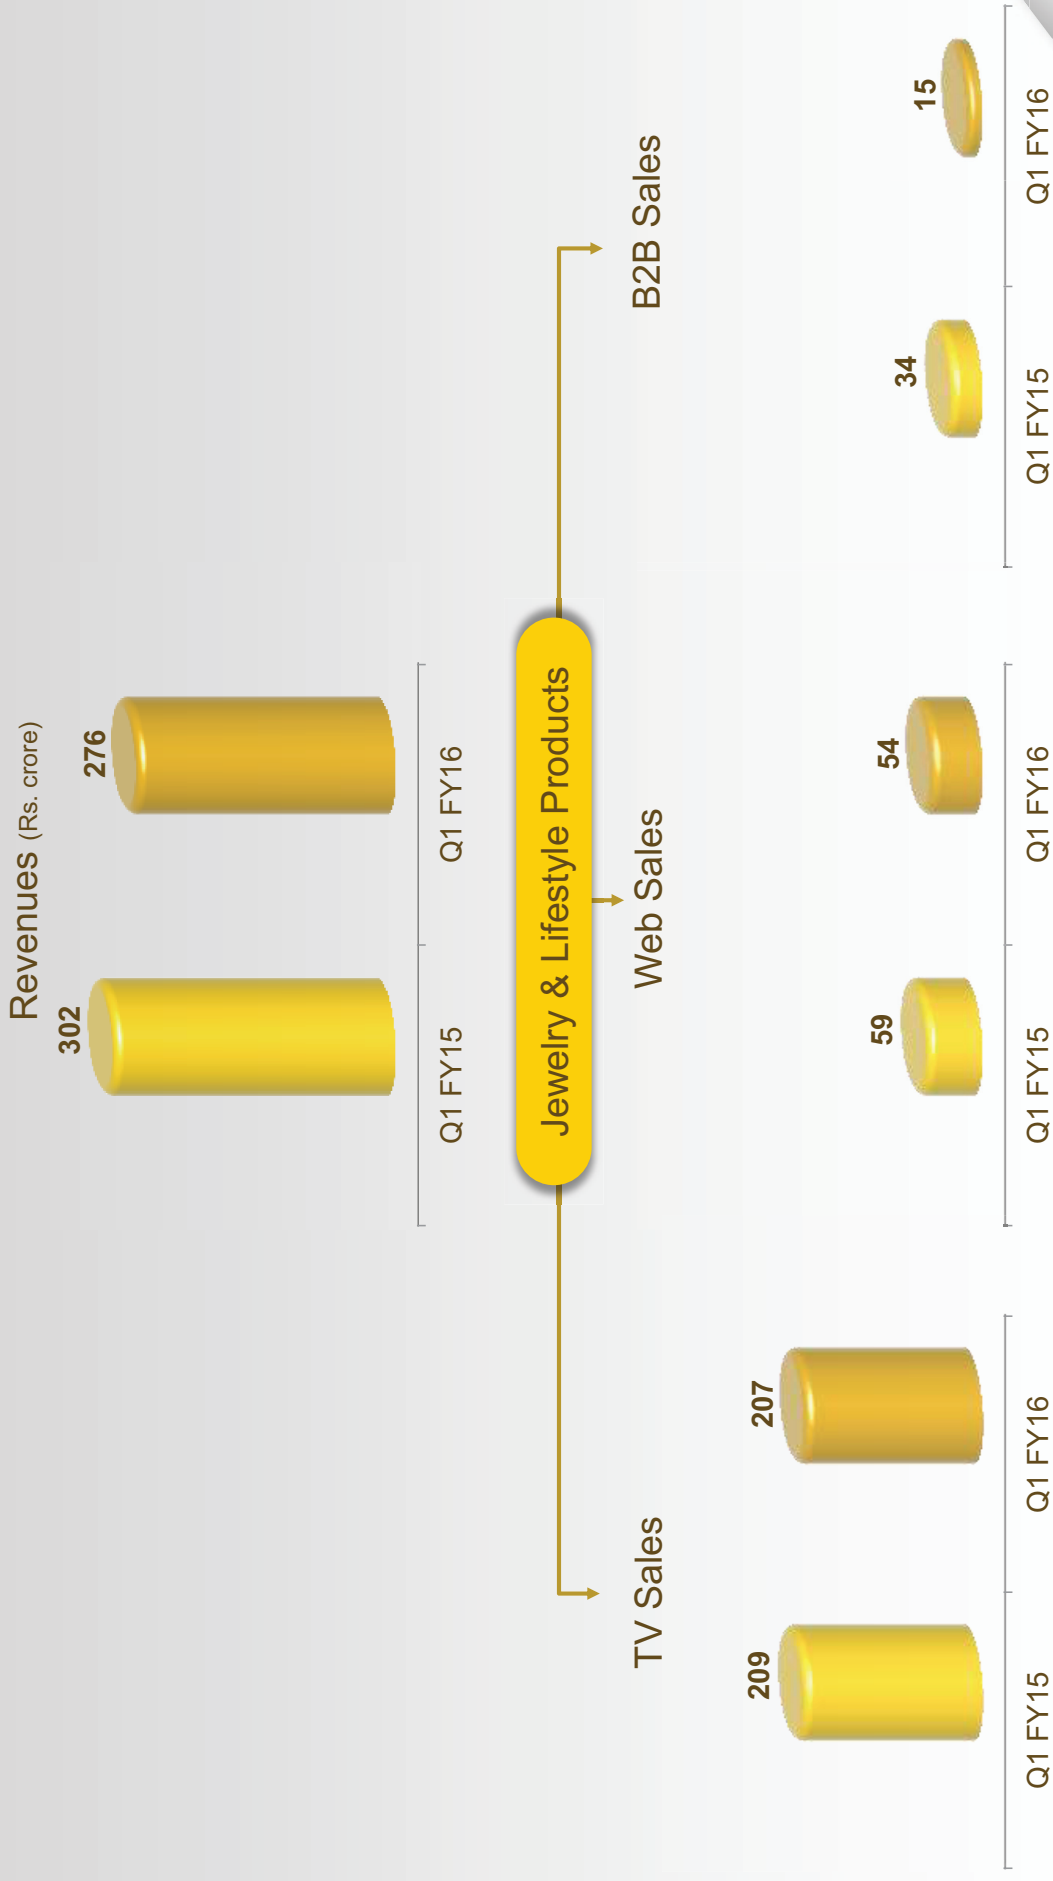 Revenues (Rs. crore)
302
276
Q1 FY15
Q1 FY16
Jewelry & Lifestyle Products
TV Sales
Web Sales
B2B Sales
209
207
Q1 FY15
Q1 FY16
59
54
Q1 FY15
Q1 FY16
34
15
Q1 FY15
Q1 FY16